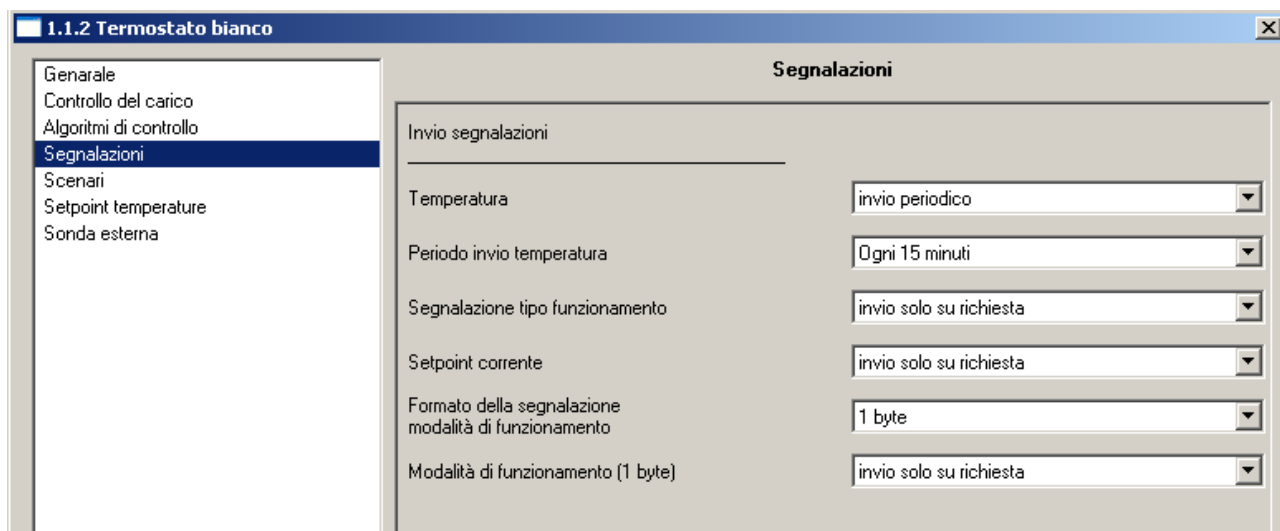 1.1.2 Termostato bianco
Genarale
Controllo del carico
Algoritmi di controllo
Segnalazioni
Scenari
Setpoint temperature
Sonda esterna
Segnalazioni
Invio segnalazioni
Temperatura
invio periodico
Periodo invio temperatura
Ogni 15 minuti
Segnalazione tipo funzionamento
invio solo su richiesta
Setpoint corrente
invio solo su richiesta
Formato della segnalazione
modalità di funzionamento
1 byte
Modalità di funzionamento (1 byte)
invio solo su richiesta